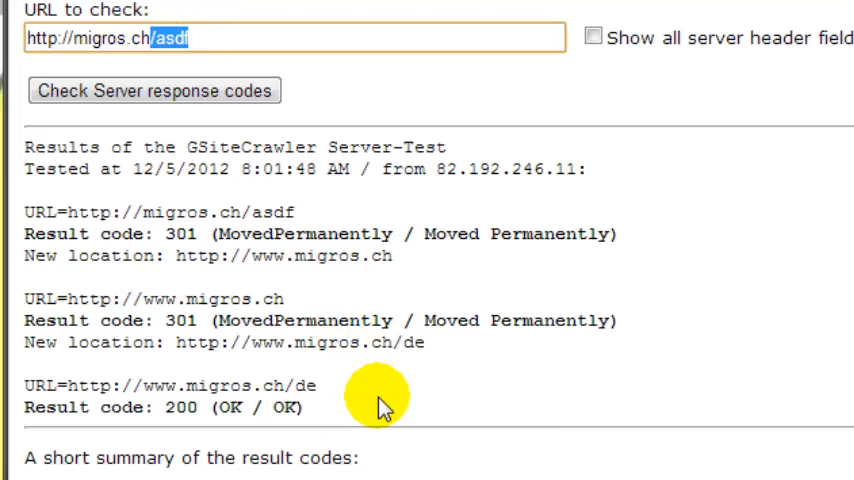 URL to check:
http://migros.ch/asdf
Show all server header field
Check Server response codes
Results of the GSiteCrawler Server-Test
Tested at 12/5/2012 8:01:48 AM / from 82.192.246.11:
URL=http://migros.ch/asdf
Result code: 301 (MovedPermanently / Moved Permanently)
New location: http://www.migros.ch
URL=http://www.migros.ch
Result code: 301 (MovedPermanently / Moved Permanently)
New location: http://www.migros.ch/de
URL=http://www.migros.ch/de
Result code: 200 (OK / OK)
A short summary of the result codes: